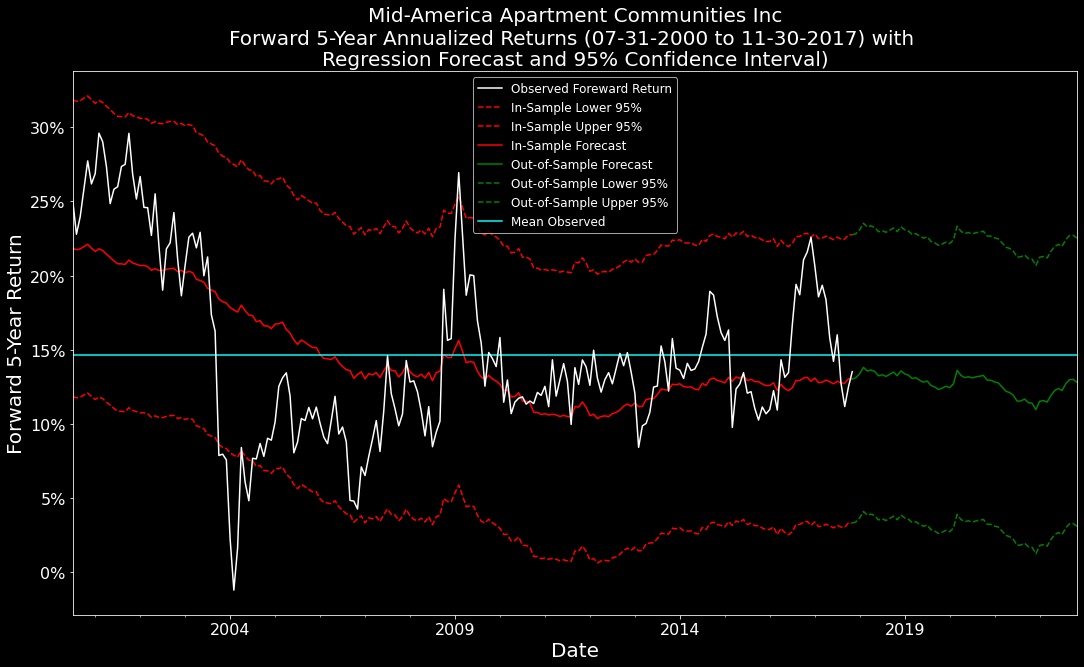 Mid-America Apartment Communities Inc
Forward 5-Year Annualized Returns (07-31-2000 to 11-30-2017) with
Regression Forecast and 95% Confidence Interval)
Observed Foreward Return
In-Sample Lower 95%
In-Sample Upper 95%
In-Sample Forecast
Out-of-Sample Forecast
Out-of-Sample Lower 95%
Out-of-Sample Upper 95%
Mean Observed
Forward 5-Year Return
30%
25%
20%
15%
10%
5%
0%
2004
2009
2014
2019
Date